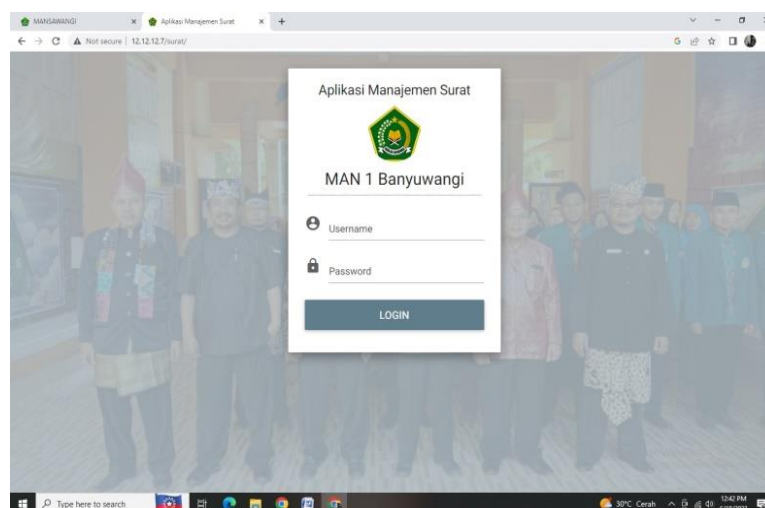 MANSAWANGI
Aplikasi Manajemen Surat
Not secure | 12.12.12.7/surat/
Aplikasi Manajemen Surat
MAN 1 Banyuwangi
Username
Password
LOGIN
Type here to search
30°C Cerah
12:42 PM